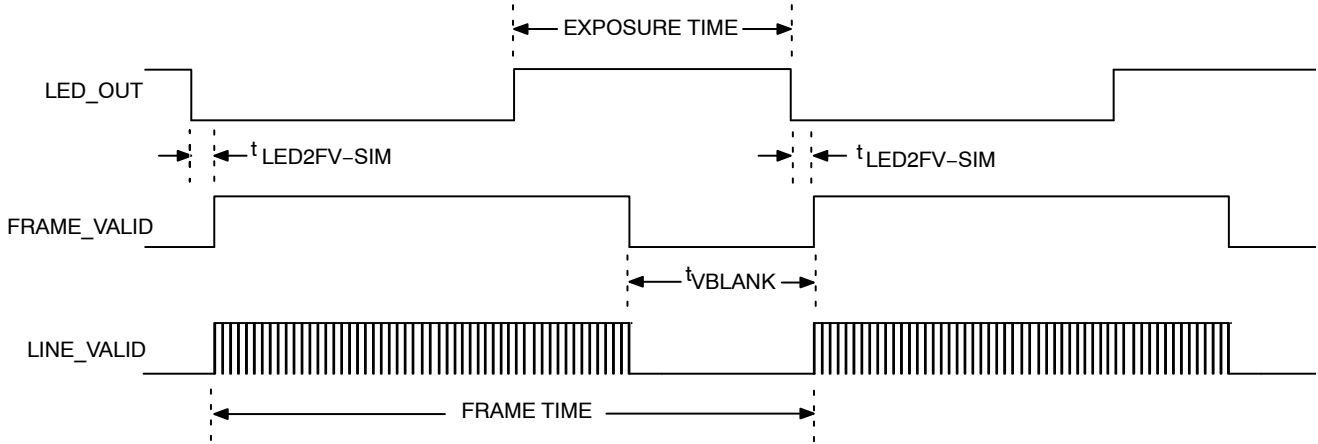 EXPOSURE TIME
LED_OUT
tLED2FV−SIM
tLED2FV−SIM
FRAME_VALID
tVBLANK
LINE_VALID
FRAME TIME